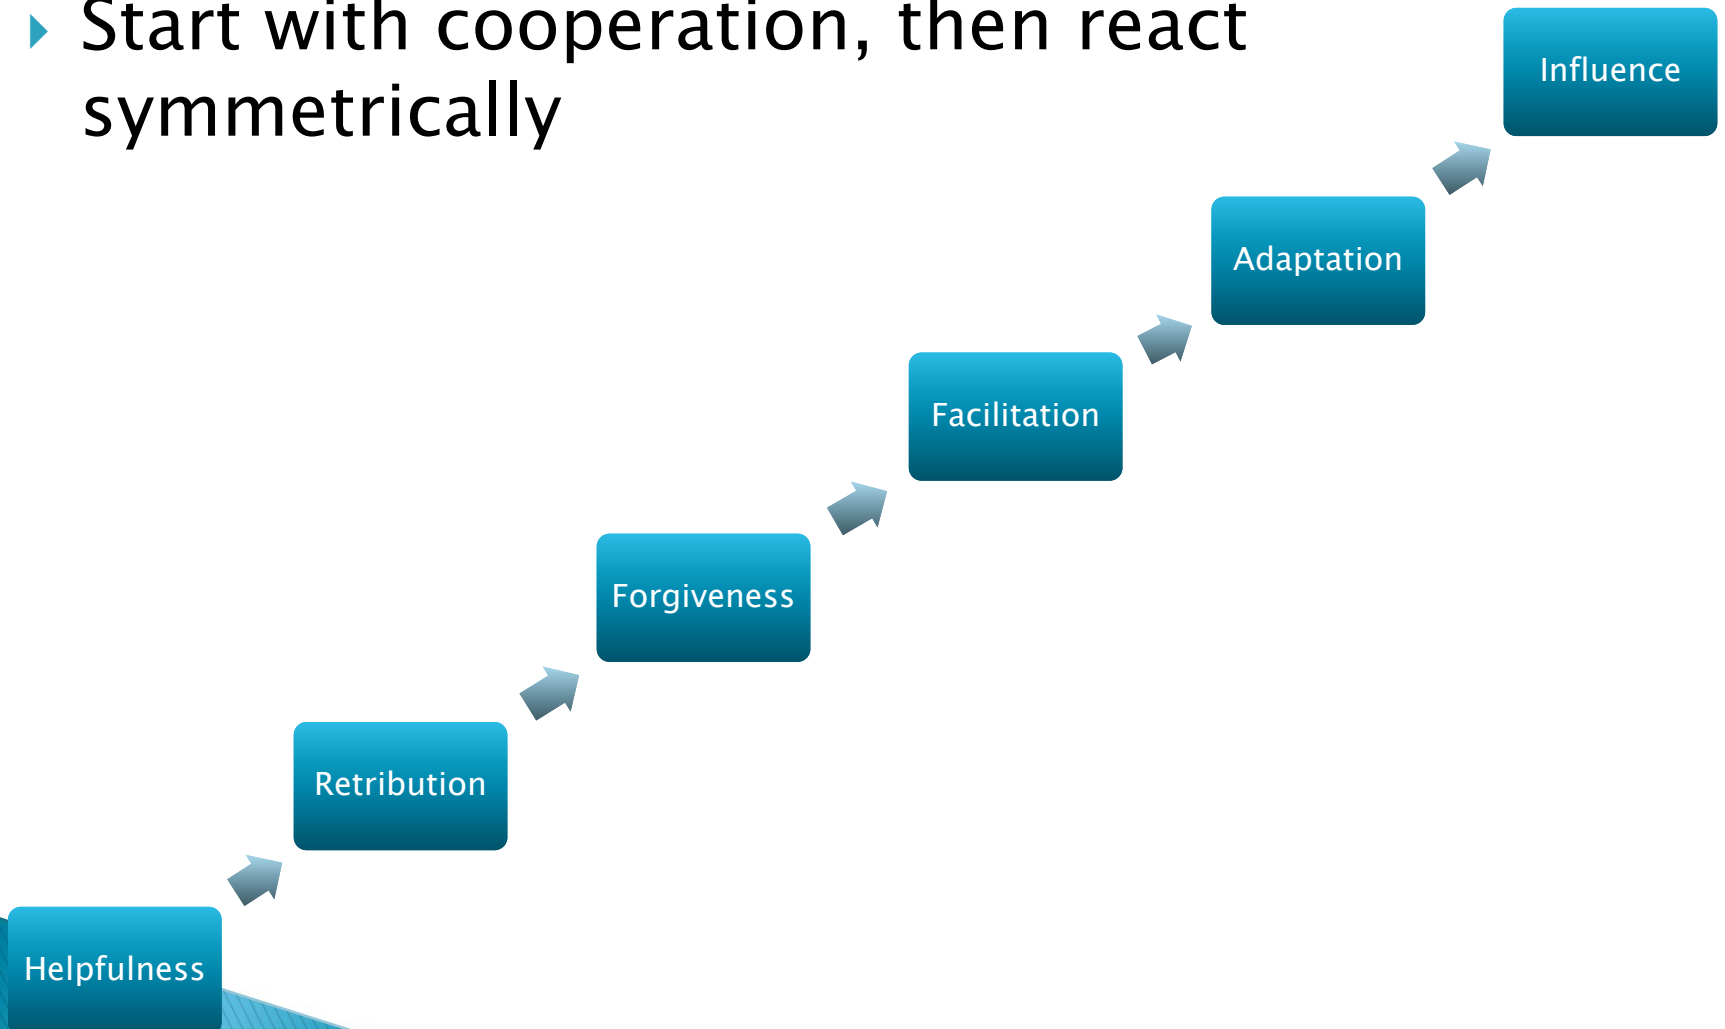 Start with cooperation, then react
symmetrically
Influence
Adaptation
Facilitation
Forgiveness
Retribution
Helpfulness